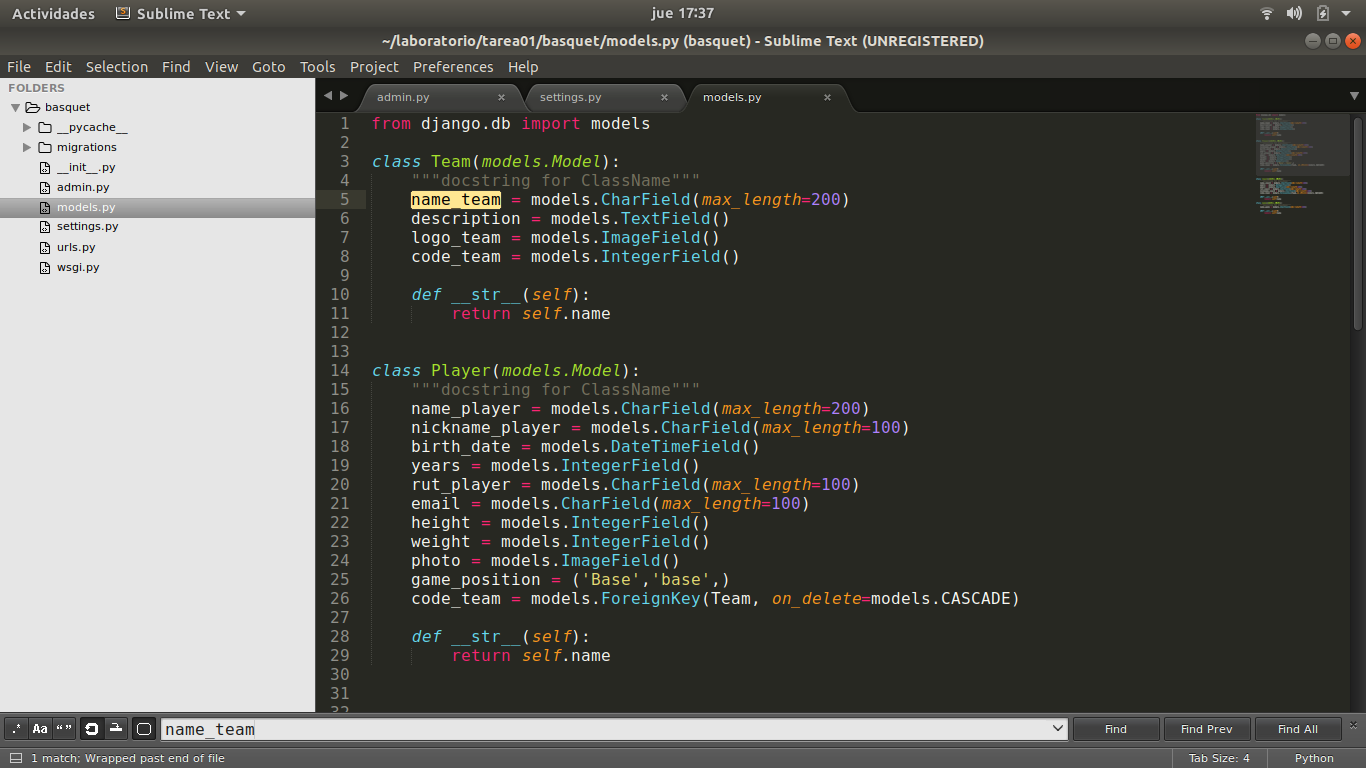 Actividades Sublime Text jue 17:37
~/laboratorio/tarea01/basquet/models.py (basquet) - Sublime Text (UNREGISTERED)
File Edit Selection Find View Goto Tools Project Preferences Help
FOLDERS
basquet
__pycache__
migrations
__init__.py
admin.py
models.py
settings.py
urls.py
wsgi.py
admin.py × settings.py × models.py ×
1 from django.db import models
2
3 class Team(models.Model):
4     """docstring for ClassName"""
5     name_team = models.CharField(max_length=200)
6     description = models.TextField()
7     logo_team = models.ImageField()
8     code_team = models.IntegerField()
9
10     def __str__(self):
11         return self.name
12
13
14 class Player(models.Model):
15     """docstring for ClassName"""
16     name_player = models.CharField(max_length=200)
17     nickname_player = models.CharField(max_length=100)
18     birth_date = models.DateTimeField()
19     years = models.IntegerField()
20     rut_player = models.CharField(max_length=100)
21     email = models.CharField(max_length=100)
22     height = models.IntegerField()
23     weight = models.IntegerField()
24     photo = models.ImageField()
25     game_position = ('Base','base',)
26     code_team = models.ForeignKey(Team, on_delete=models.CASCADE)
27
28     def __str__(self):
29         return self.name
30
31
32
.* Aa “ ” name_team Find Find Prev Find All
1 match; Wrapped past end of file Tab Size: 4 Python